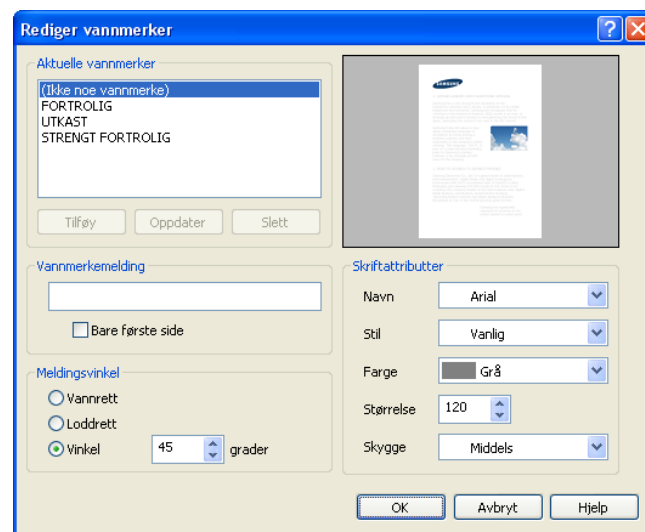 Rediger vannmerker
Aktuelle vannmerker
(Ikke noe vannmerke)
FORTROLIG
UTKAST
STRENGT FORTROLIG
Tilføy
Oppdater
Slett
SAMSUNG
Vannmerkemelding
Bare første side
Meldingsvinkel
Vannrett
Loddrett
Vinkel 45 grader
Skriftattributter
Navn Arial
Stil Vanlig
Farge Grå
Størrelse 120
Skygge Middels
OK
Avbryt
Hjelp